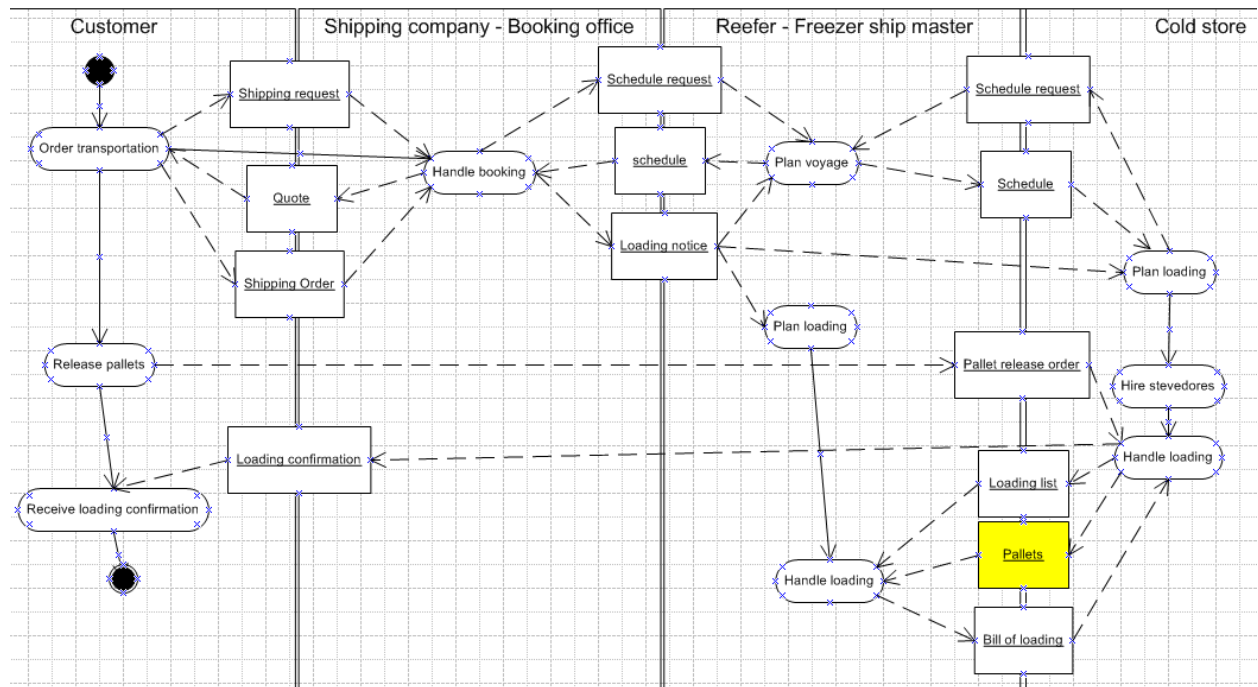 Customer
Shipping company - Booking office
Reefer - Freezer ship master
Cold store
Shipping request
Schedule request
Schedule request
Order transportation
Handle booking
schedule
Plan voyage
Schedule
Quote
Loading notice
Shipping Order
Plan loading
Plan loading
Release pallets
Pallet release order
Hire stevedores
Loading confirmation
Handle loading
Loading list
Receive loading confirmation
Pallets
Handle loading
Bill of loading